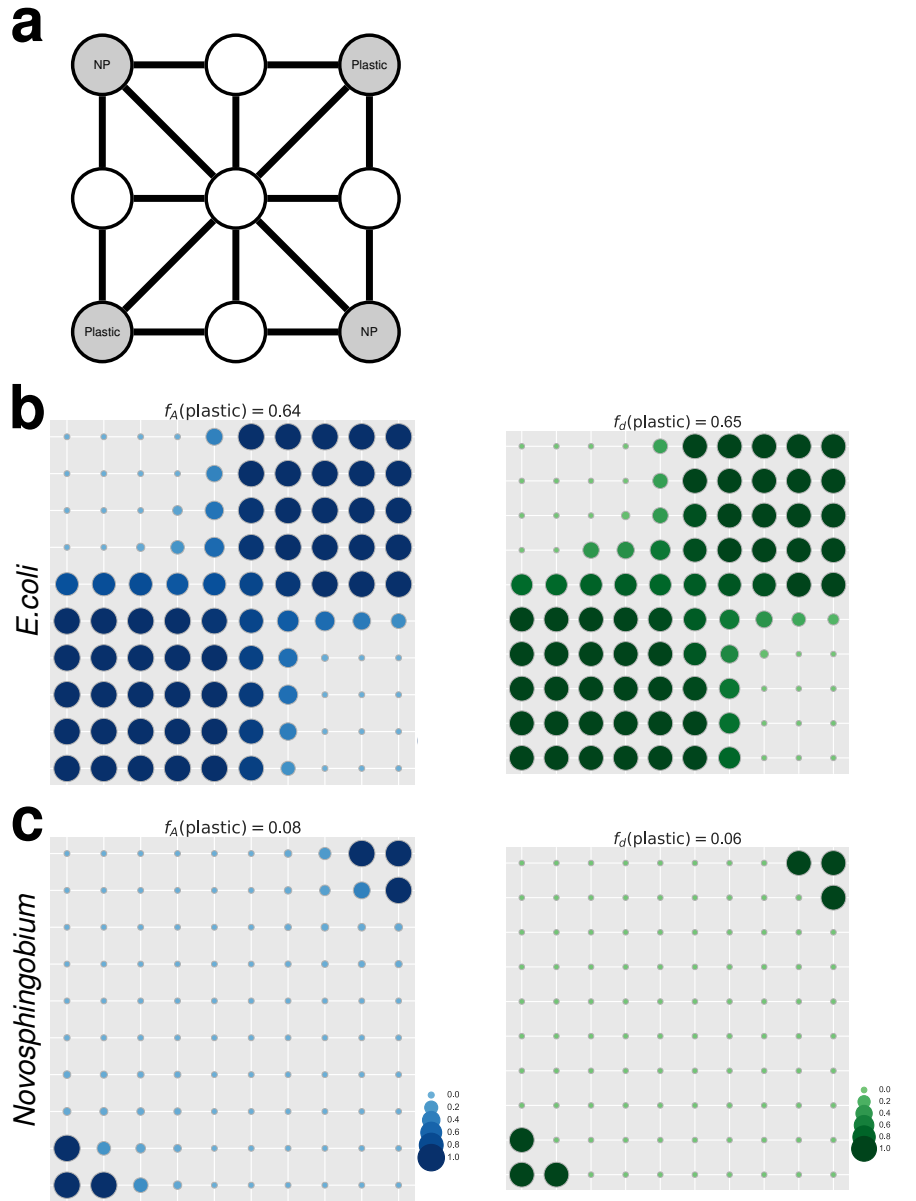 a
NP
Plastic
Plastic
NP
b
f_A(plastic) = 0.64
f_d(plastic) = 0.65
E.coli
c
f_A(plastic) = 0.08
f_d(plastic) = 0.06
Novosphingobium
0.0
0.2
0.4
0.6
0.8
1.0
0.0
0.2
0.4
0.6
0.8
1.0